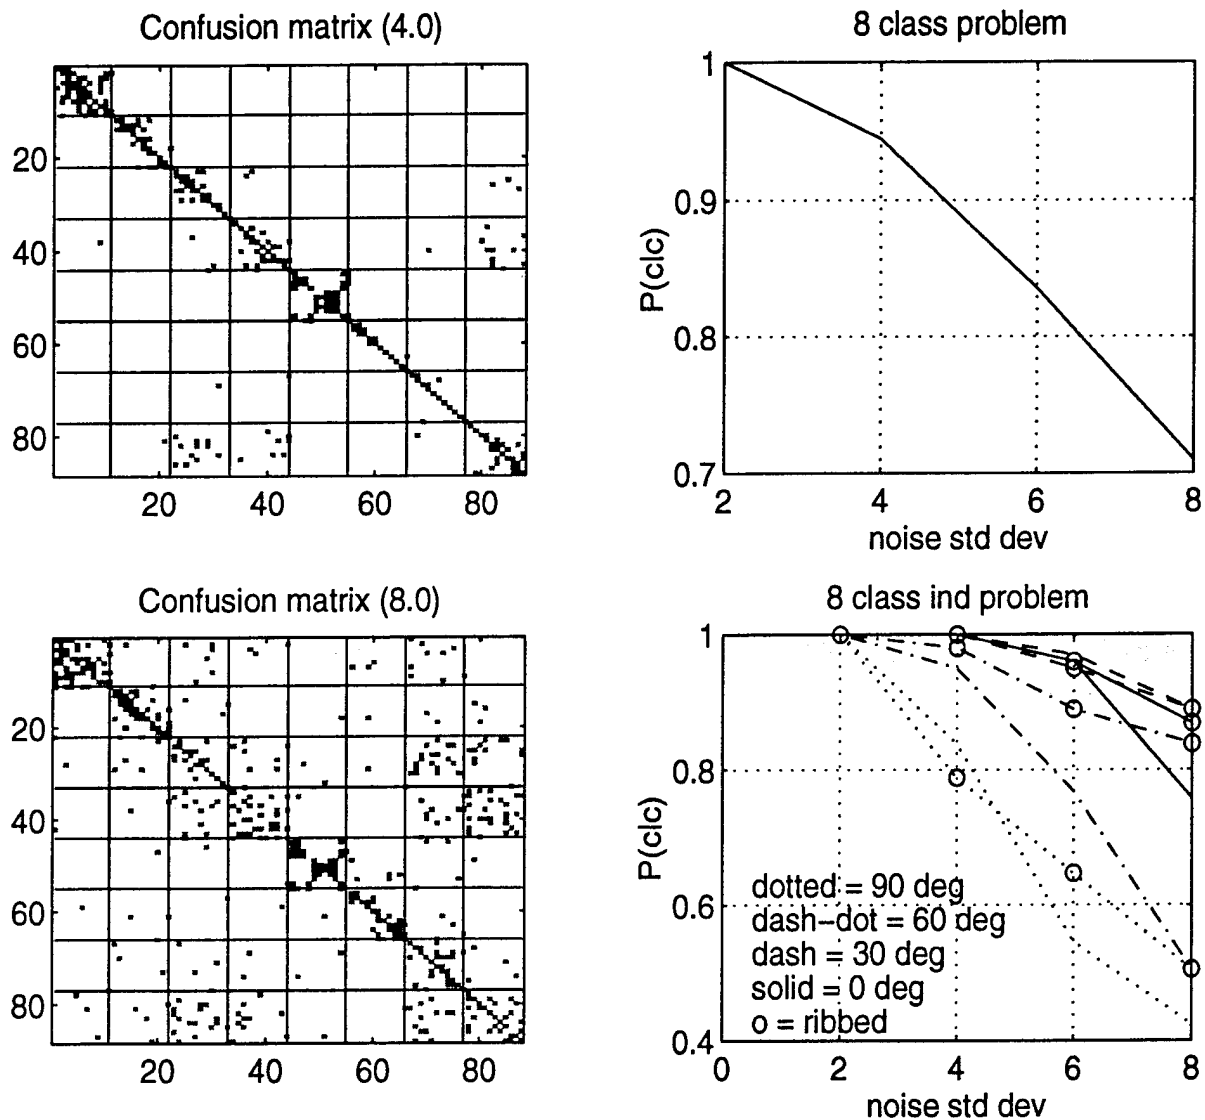 Confusion matrix (4.0)
20
40
60
80
20 40 60 80
8 class problem
1
0.9
0.8
0.7
P(c|c)
2 4 6 8
noise std dev
Confusion matrix (8.0)
20
40
60
80
20 40 60 80
8 class ind problem
1
0.8
0.6
0.4
P(c|c)
dotted = 90 deg
dash-dot = 60 deg
dash = 30 deg
solid = 0 deg
o = ribbed
0 2 4 6 8
noise std dev